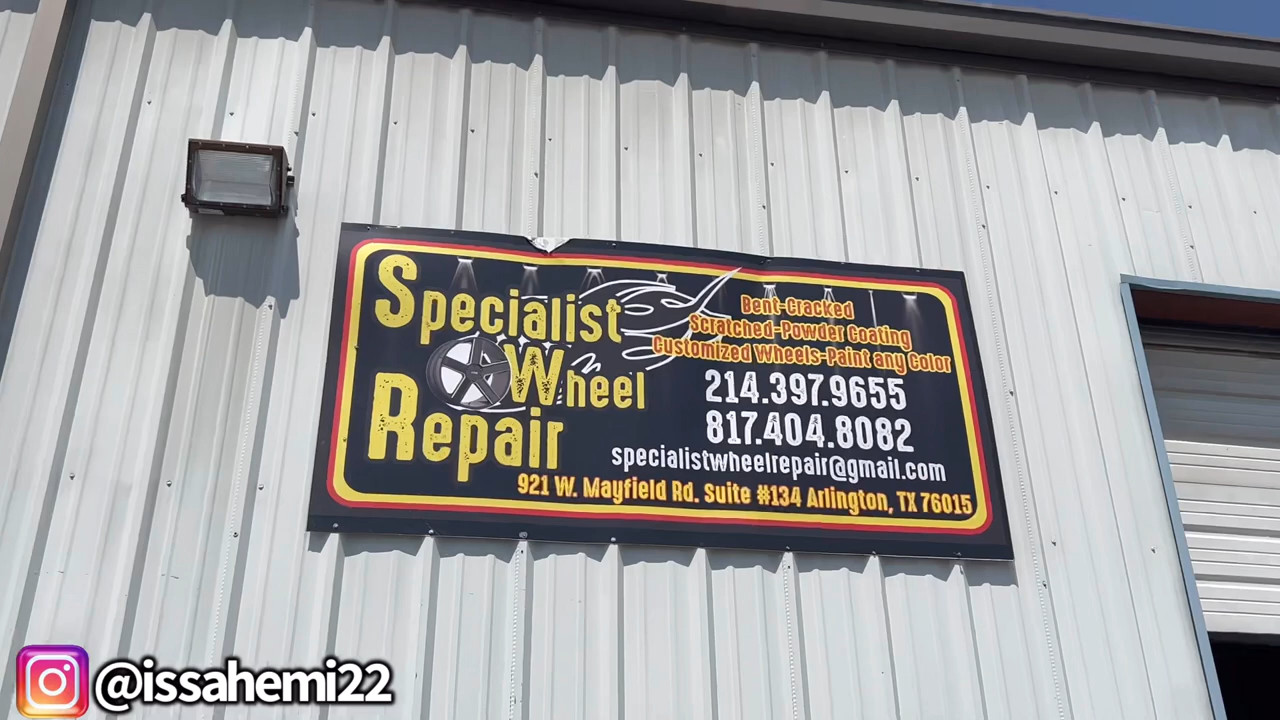 Specialist
Wheel
Repair
Bent-Cracked
Scratched-Powder Coating
Customized Wheels-Paint any Color
214.397.9655
817.404.8082
specialistwheelrepair@gmail.com
921 W. Mayfield Rd. Suite #134 Arlington, TX 76015
@issahemi22